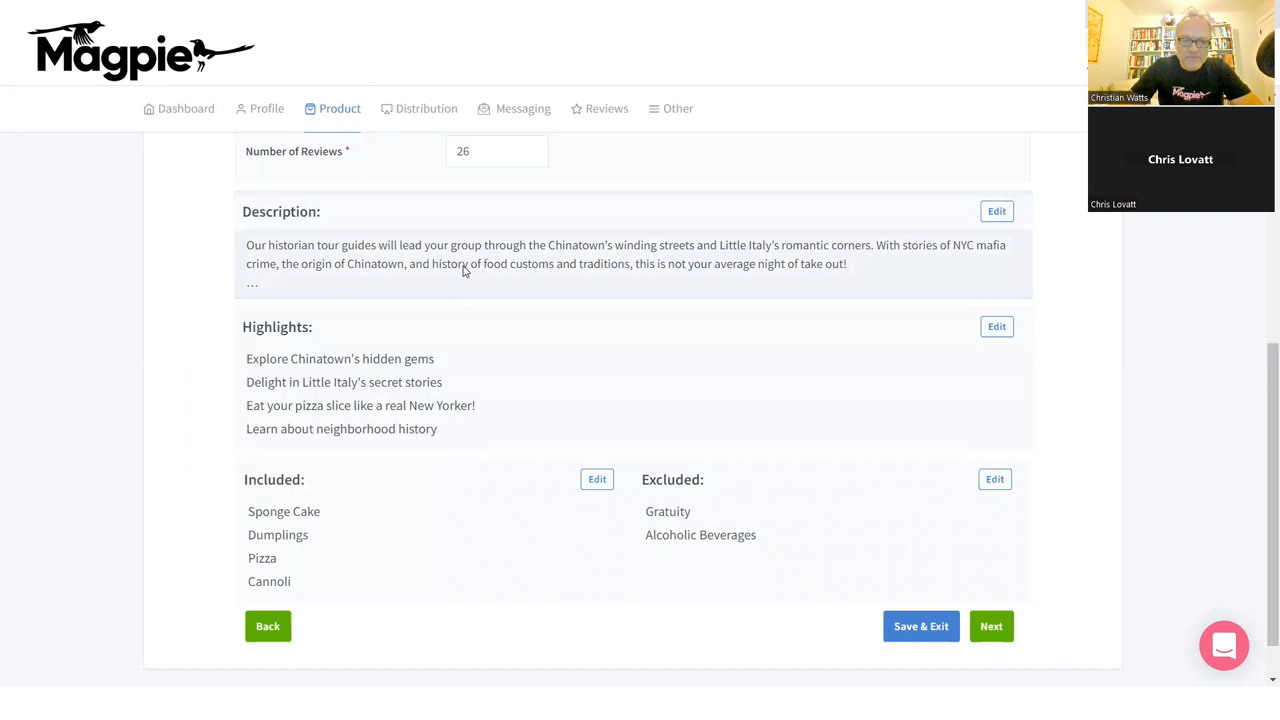 Magpie
Dashboard
Profile
Product
Distribution
Messaging
Reviews
Other
Christian Watts
Magpie
Chris Lovatt
Chris Lovatt
Number of Reviews *
26
Description:
Edit
Our historian tour guides will lead your group through the Chinatown's winding streets and Little Italy's romantic corners. With stories of NYC mafia
crime, the origin of Chinatown, and history of food customs and traditions, this is not your average night of take out!
…
Highlights:
Edit
Explore Chinatown's hidden gems
Delight in Little Italy's secret stories
Eat your pizza slice like a real New Yorker!
Learn about neighborhood history
Included:
Edit
Excluded:
Edit
Sponge Cake
Gratuity
Dumplings
Alcoholic Beverages
Pizza
Cannoli
Back
Save & Exit
Next